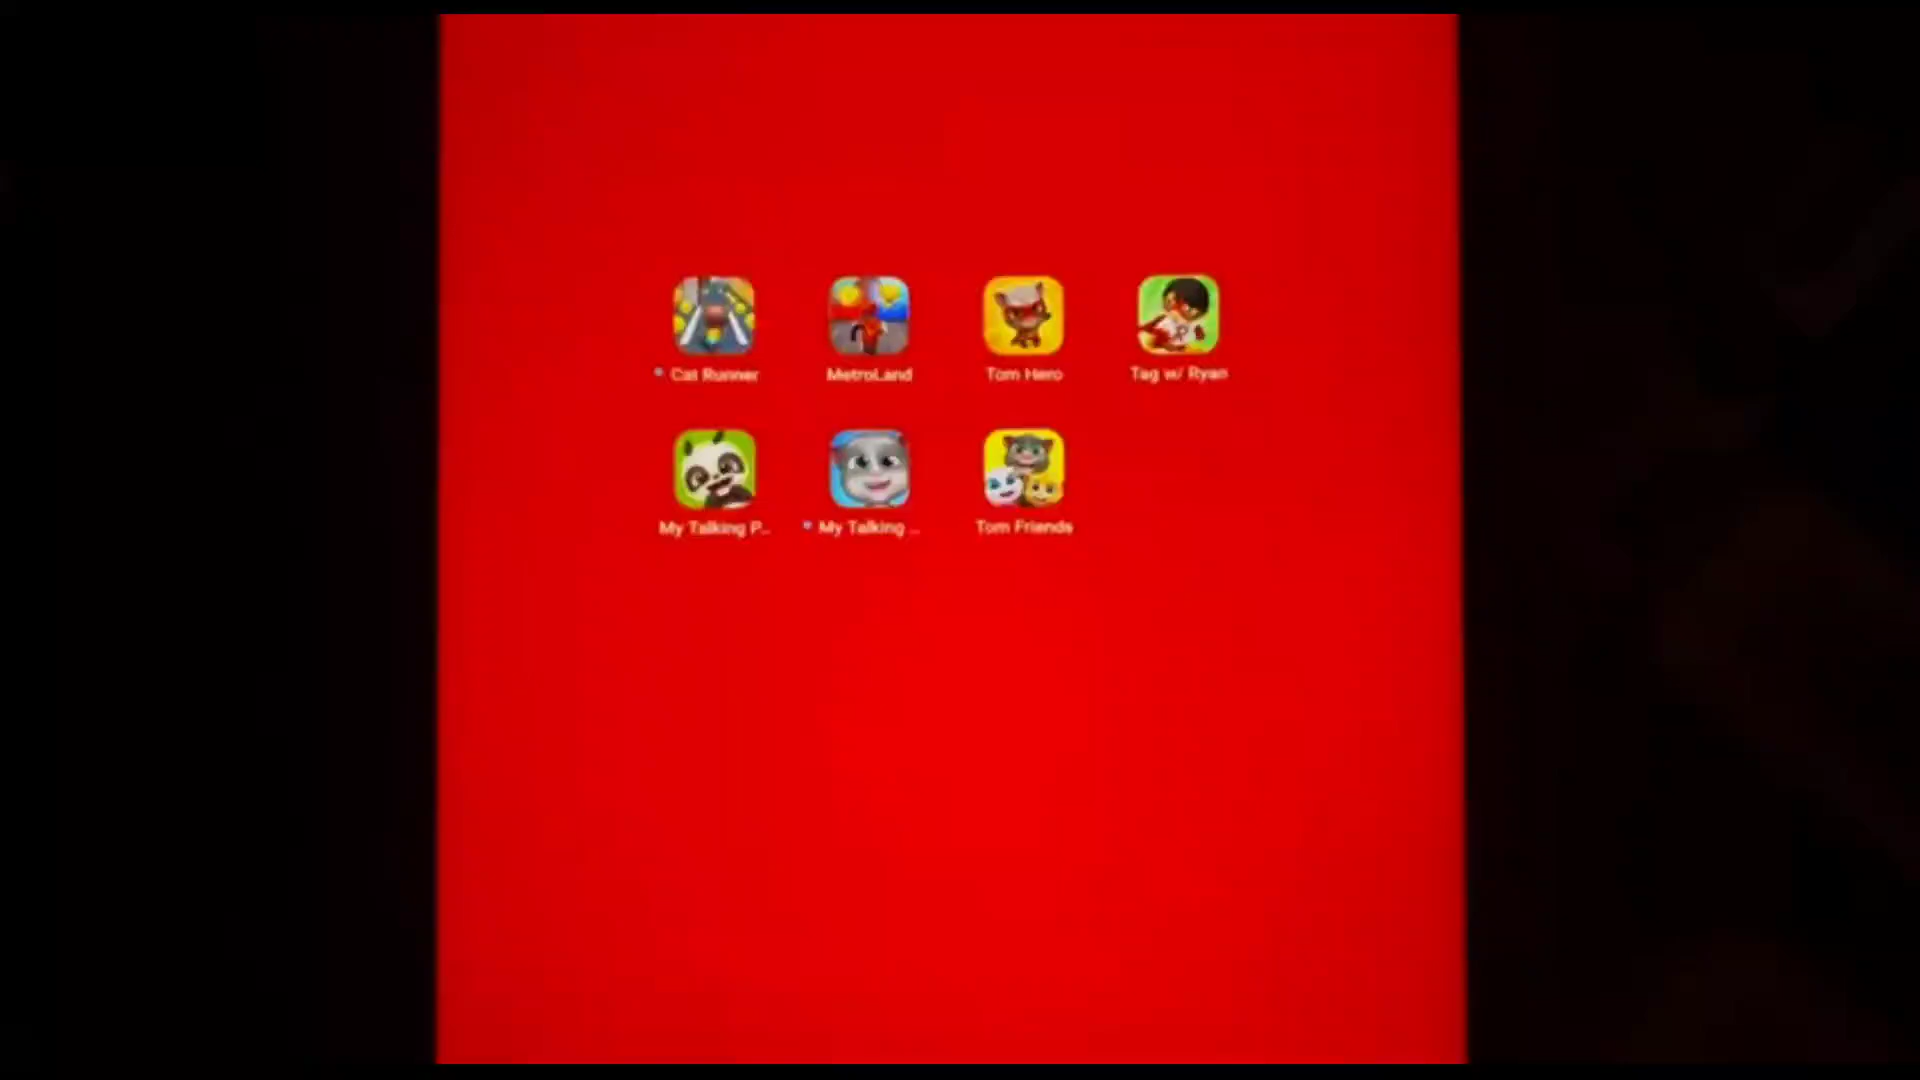 Cat Runner
MetroLand
Tom Hero
Tag w/ Ryan
My Talking P...
My Talking ...
Tom Friends